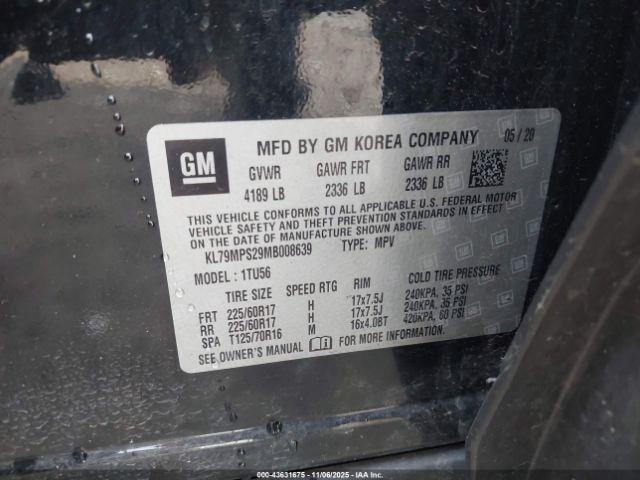 GM
MFD BY GM KOREA COMPANY 05/20
GVWR GAWR FRT GAWR RR
4189 LB 2336 LB 2336 LB
THIS VEHICLE CONFORMS TO ALL APPLICABLE U.S. FEDERAL MOTOR
VEHICLE SAFETY AND THEFT PREVENTION STANDARDS IN EFFECT
ON THE DATE OF MANUFACTURE SHOWN ABOVE.
KL79MPS29MB008639 TYPE: MPV
MODEL: 1TU56
TIRE SIZE SPEED RTG RIM COLD TIRE PRESSURE
FRT 225/60R17 H 17x7.5J 240KPA, 35 PSI
RR 225/60R17 H 17x7.5J 240KPA, 35 PSI
SPA T125/70R16 M 16x4.0BT 420KPA, 60 PSI
SEE OWNER'S MANUAL FOR MORE INFORMATION.
000-43631675 - 11/06/2025 - IAA, Inc.